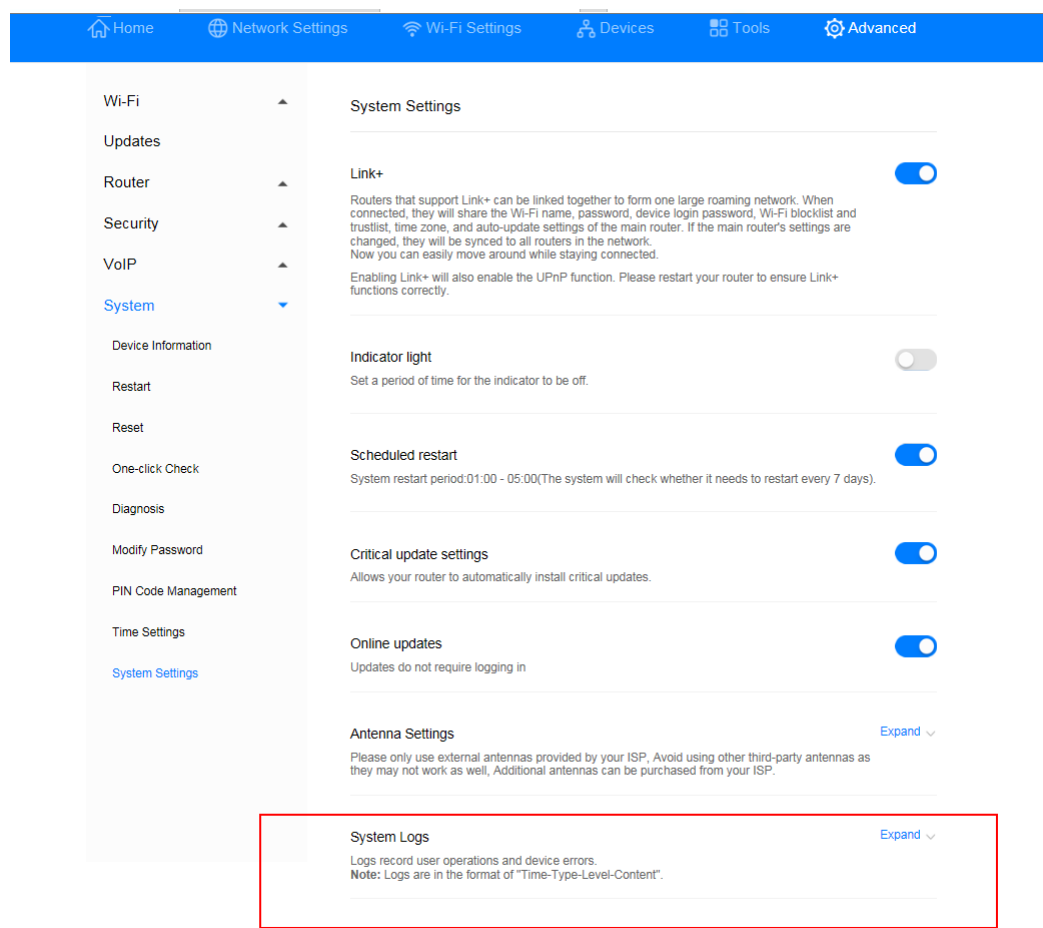 Home Network Settings Wi-Fi Settings Devices Tools Advanced
Wi-Fi
Updates
Router
Security
VoIP
System
Device Information
Restart
Reset
One-click Check
Diagnosis
Modify Password
PIN Code Management
Time Settings
System Settings
System Settings
Link+
Routers that support Link+ can be linked together to form one large roaming network. When
connected, they will share the Wi-Fi name, password, device login password, Wi-Fi blocklist and
trustlist, time zone, and auto-update settings of the main router. If the main router's settings are
changed, they will be synced to all routers in the network.
Now you can easily move around while staying connected.
Enabling Link+ will also enable the UPnP function. Please restart your router to ensure Link+
functions correctly.
Indicator light
Set a period of time for the indicator to be off.
Scheduled restart
System restart period:01:00 - 05:00(The system will check whether it needs to restart every 7 days).
Critical update settings
Allows your router to automatically install critical updates.
Online updates
Updates do not require logging in
Antenna Settings Expand
Please only use external antennas provided by your ISP, Avoid using other third-party antennas as
they may not work as well, Additional antennas can be purchased from your ISP.
System Logs Expand
Logs record user operations and device errors.
Note: Logs are in the format of "Time-Type-Level-Content".